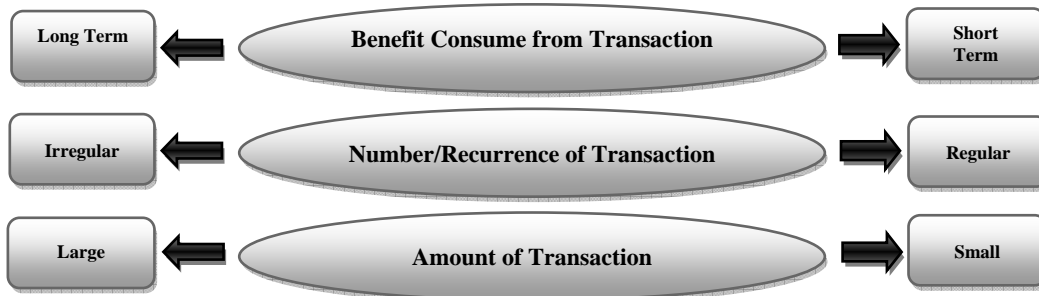 Long Term
Benefit Consume from Transaction
Short
Term
Irregular
Number/Recurrence of Transaction
Regular
Large
Amount of Transaction
Small